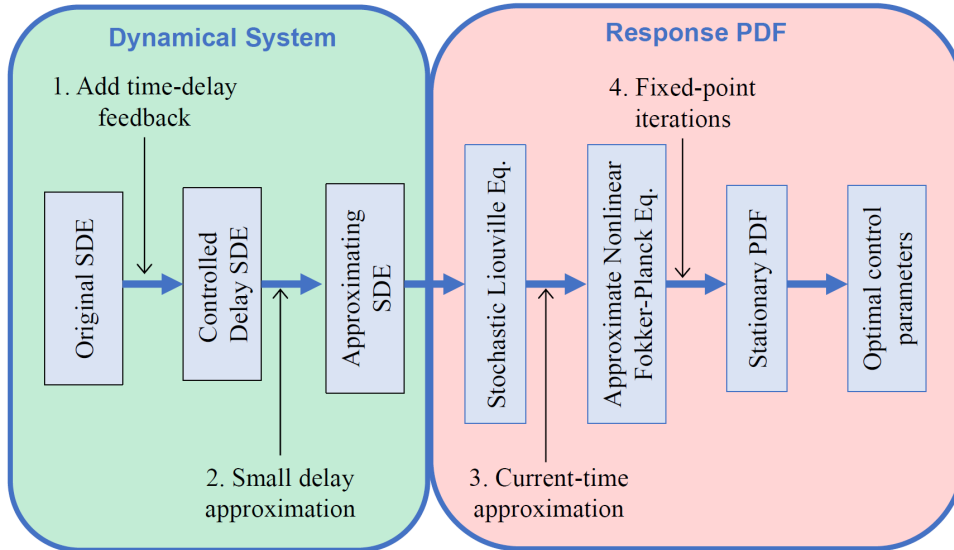 Dynamical System
Response PDF
1. Add time-delay
feedback
4. Fixed-point
iterations
Original SDE
Controlled
Delay SDE
Approximating
SDE
Stochastic Liouville Eq.
Approximate Nonlinear
Fokker-Planck Eq.
Stationary PDF
Optimal control
parameters
2. Small delay
approximation
3. Current-time
approximation